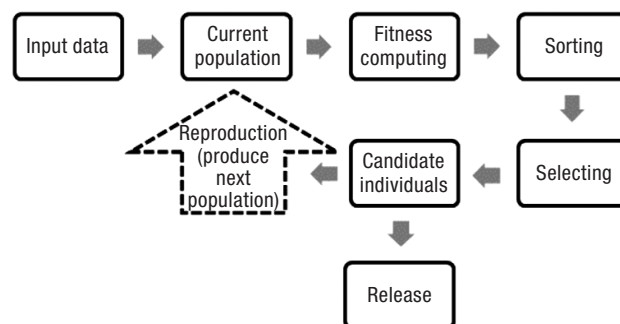 Input data
Current
population
Fitness
computing
Sorting
Reproduction
(produce
next
population)
Candidate
individuals
Selecting
Release